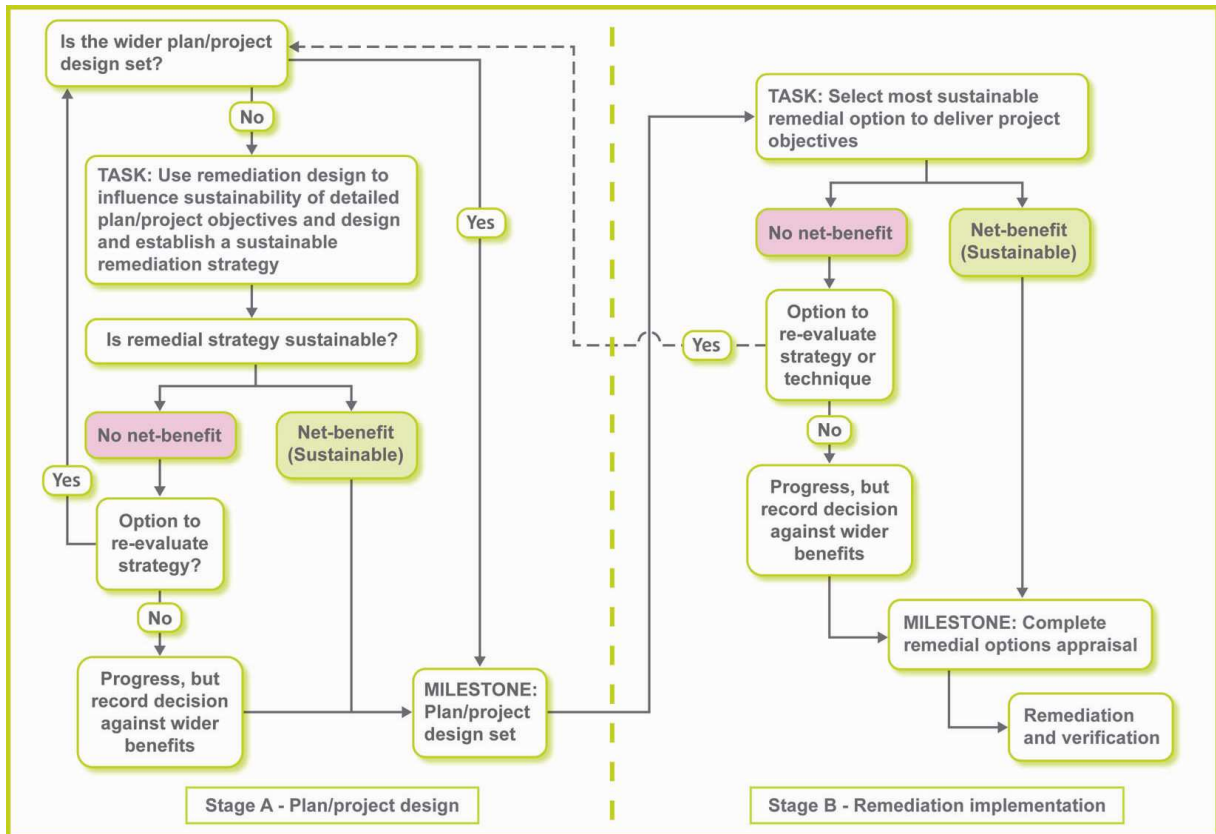 Is the wider plan/project
design set?
No
TASK: Use remediation design to
influence sustainability of detailed
plan/project objectives and design
and establish a sustainable
remediation strategy
Yes
Is remedial strategy sustainable?
No net-benefit
Net-benefit
(Sustainable)
Yes
Option to
re-evaluate
strategy?
No
Progress, but
record decision
against wider
benefits
MILESTONE:
Plan/project
design set
Stage A - Plan/project design
TASK: Select most sustainable
remedial option to deliver project
objectives
No net-benefit
Net-benefit
(Sustainable)
Yes
Option to
re-evaluate
strategy or
technique
No
Progress, but
record decision
against wider
benefits
MILESTONE: Complete
remedial options appraisal
Remediation
and verification
Stage B - Remediation implementation